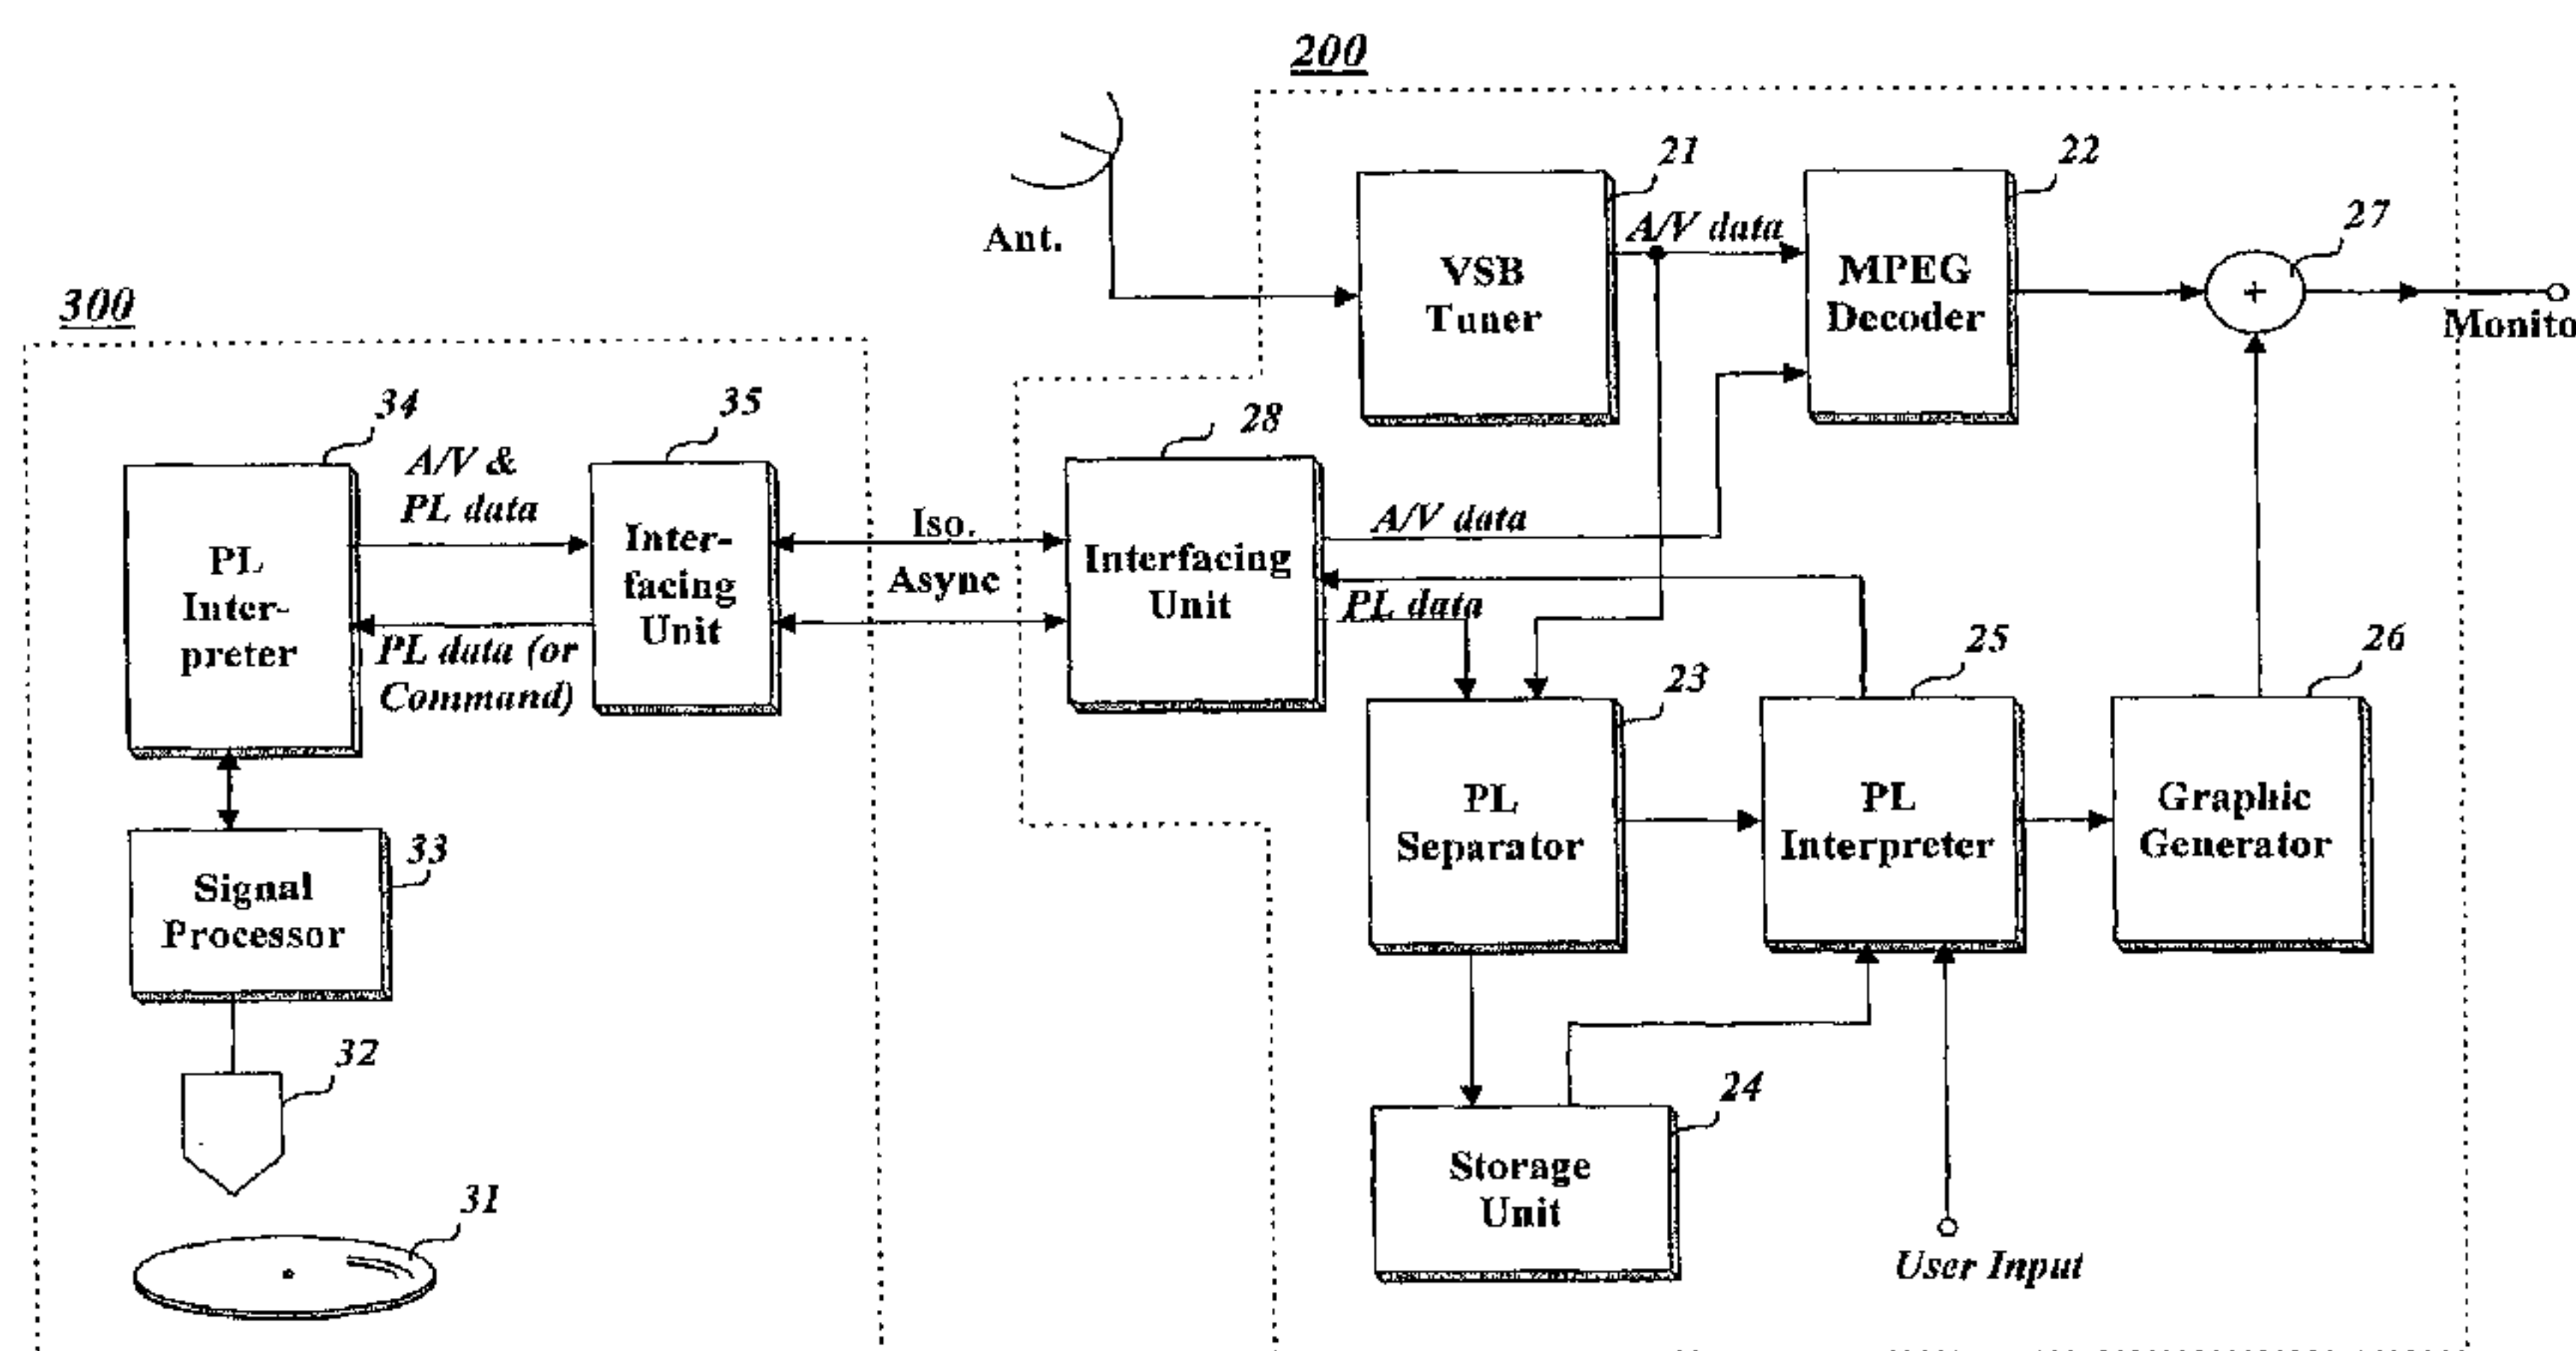 200
300
Ant.
21
VSB
Tuner
A/V data
22
MPEG
Decoder
27
Monito
34
PL
Inter-
preter
A/V &
PL data
PL data (or
Command)
35
Inter-
facing
Unit
Iso.
Async
28
Interfacing
Unit
A/V data
PL data
23
PL
Separator
25
PL
Interpreter
26
Graphic
Generator
33
Signal
Processor
32
31
24
Storage
Unit
User Input